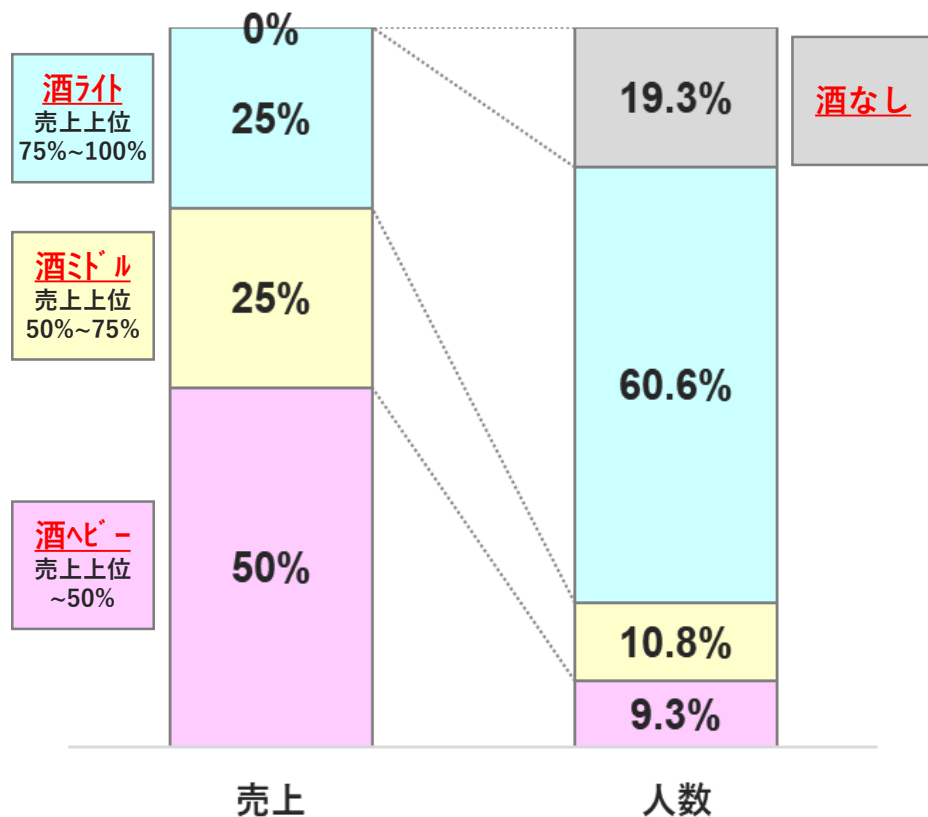 0%
酒ﾗｲﾄ
売上上位
75%~100%
25%
19.3%
酒なし
酒ﾐﾄﾞﾙ
売上上位
50%~75%
25%
60.6%
酒ﾍﾋﾞｰ
売上上位
~50%
50%
10.8%
9.3%
売上
人数